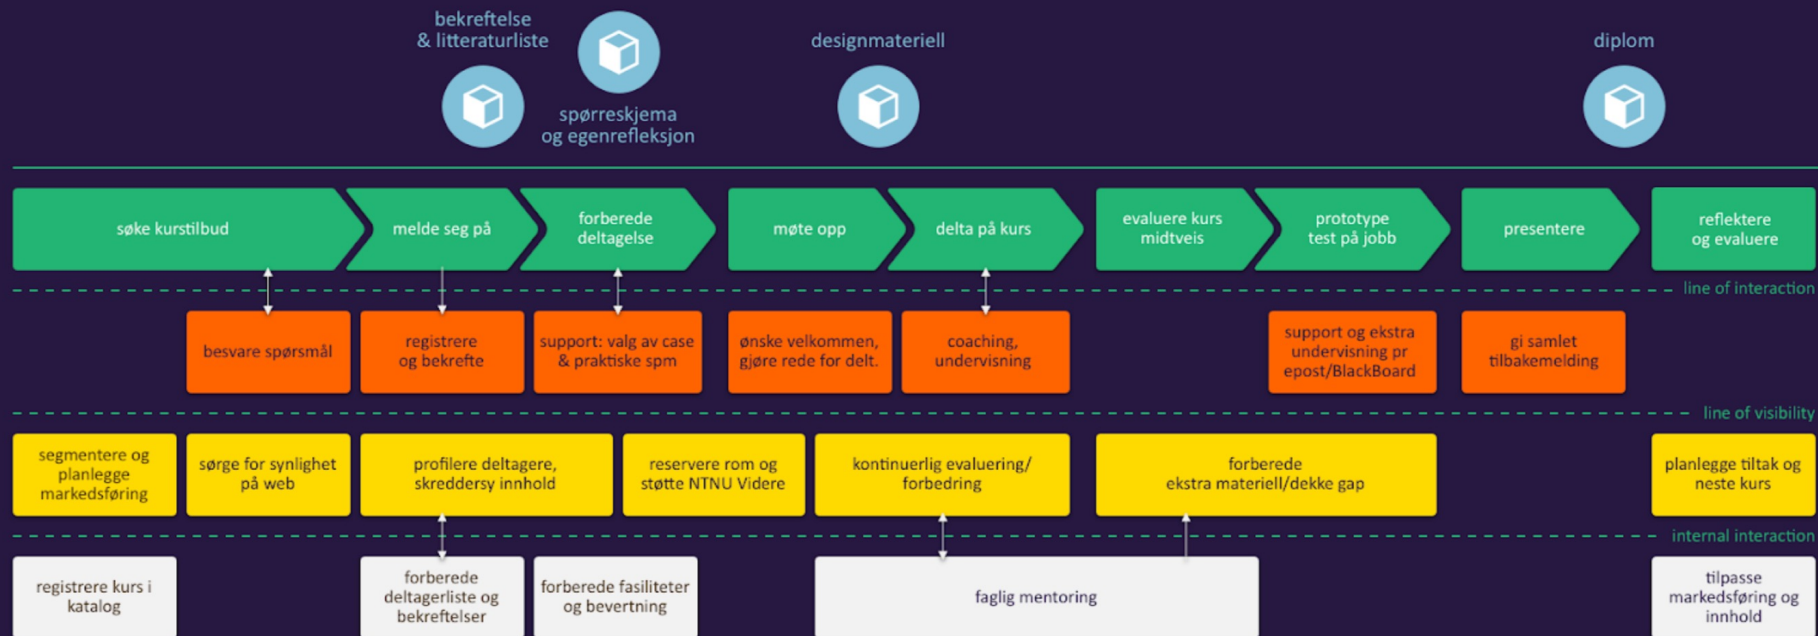 bekreftelse
& litteraturliste
spørreskjema
og egenrefleksjon
designmateriell
diplom
søke kurstilbud
melde seg på
forberede
deltagelse
møte opp
delta på kurs
evaluere kurs
midtveis
prototype
test på jobb
presentere
reflektere
og evaluere
line of interaction
besvare spørsmål
registrere
og bekrefte
support: valg av case
& praktiske spm
ønske velkommen,
gjøre rede for delt.
coaching,
undervisning
support og ekstra
undervisning pr
epost/BlackBoard
gi samlet
tilbakemelding
line of visibility
segmentere og
planlegge
markedsføring
sørge for synlighet
på web
profilere deltagere,
skreddersy innhold
reservere rom og
støtte NTNU Videre
kontinuerlig evaluering/
forbedring
forberede
ekstra materiell/dekke gap
planlegge tiltak og
neste kurs
internal interaction
registrere kurs i
katalog
forberede
deltagerliste og
bekreftelser
forberede fasiliteter
og bevertning
faglig mentoring
tilpasse
markedsføring og
innhold